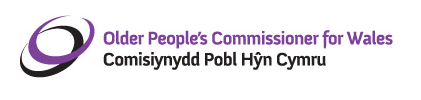 Older People's Commissioner for Wales
Comisiynydd Pobl Hŷn Cymru